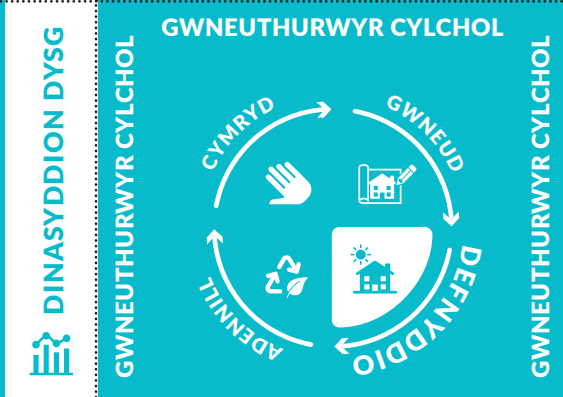 DINASYDDION DYSG
GWNEUTHURWYR CYLCHOL
GWNEUTHURWYR CYLCHOL
CYMRYD
GWNEUD
DEFNYDDIO
ADENNILL
GWNEUTHURWYR CYLCHOL